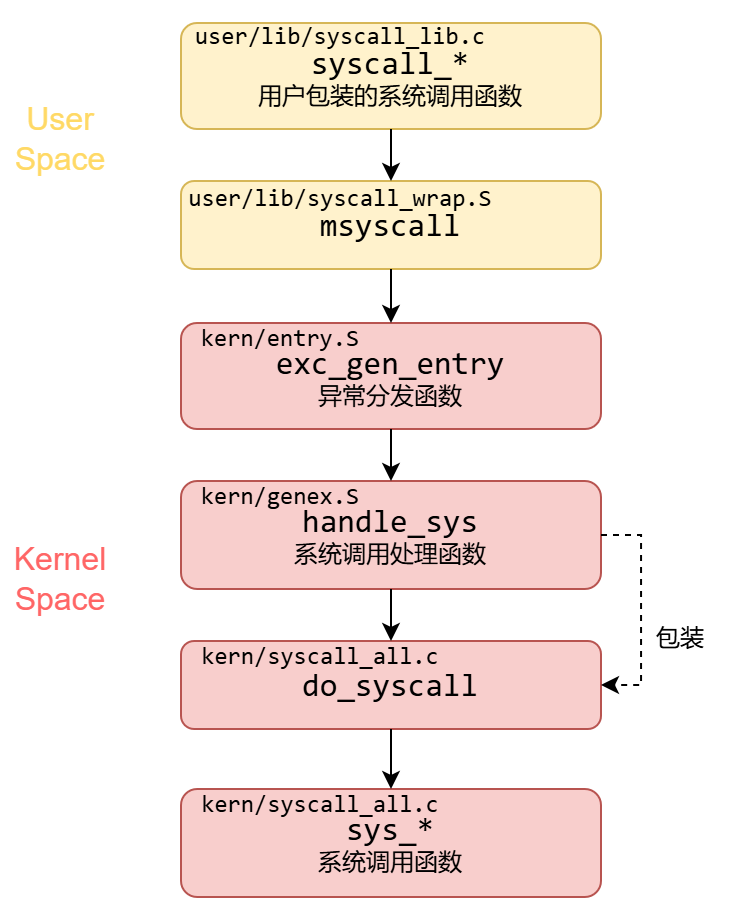 user/lib/syscall_lib.c
syscall_*
用户包装的系统调用函数
User
Space
user/lib/syscall_wrap.S
msyscall
kern/entry.S
exc_gen_entry
异常分发函数
kern/genex.S
handle_sys
系统调用处理函数
Kernel
Space
包装
kern/syscall_all.c
do_syscall
kern/syscall_all.c
sys_*
系统调用函数